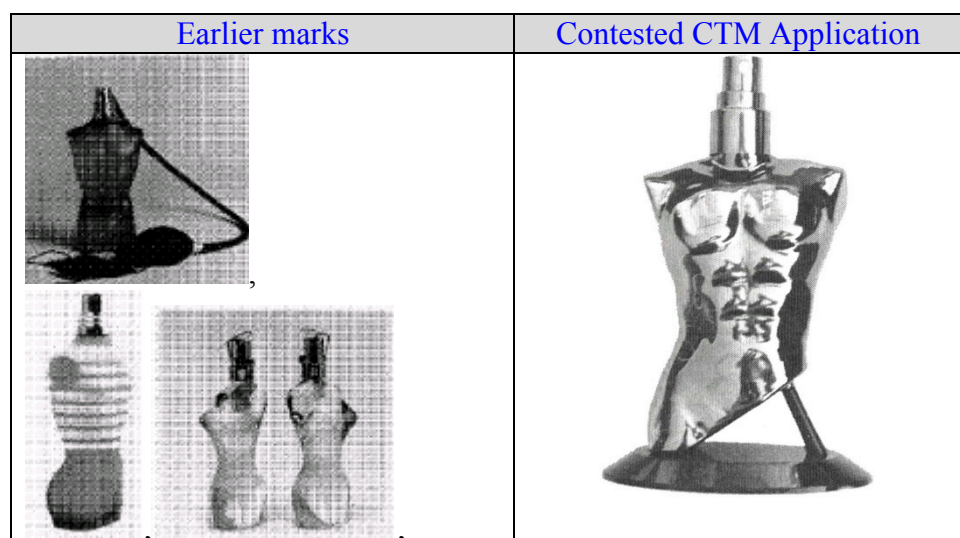 Earlier marks
Contested CTM Application
,
, ,